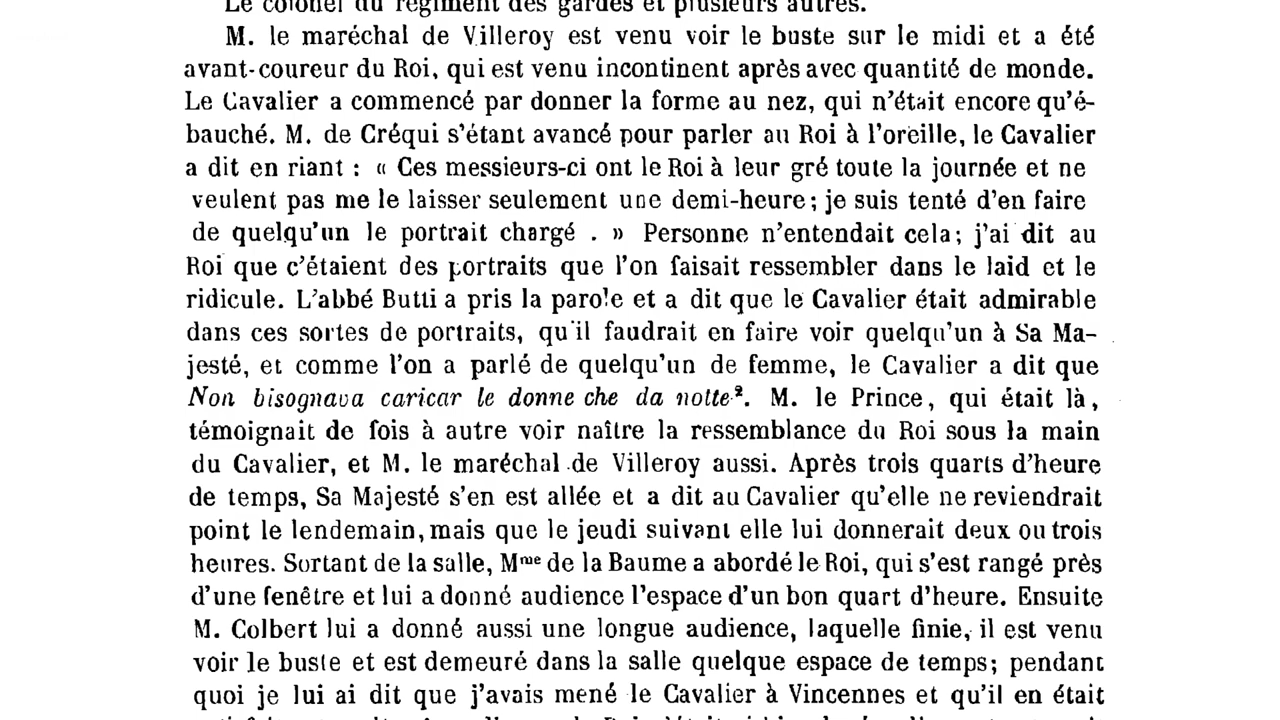 Le colonel du régiment des gardes et plusieurs autres.
M. le maréchal de Villeroy est venu voir le buste sur le midi et a été
avant-coureur du Roi, qui est venu incontinent après avec quantité de monde.
Le Cavalier a commencé par donner la forme au nez, qui n'était encore qu'é-
bauché. M. de Créqui s'étant avancé pour parler au Roi à l'oreille, le Cavalier
a dit en riant : « Ces messieurs-ci ont le Roi à leur gré toute la journée et ne
veulent pas me le laisser seulement une demi-heure ; je suis tenté d'en faire
de quelqu'un le portrait chargé . » Personne n'entendait cela ; j'ai dit au
Roi que c'étaient des portraits que l'on faisait ressembler dans le laid et le
ridicule. L'abbé Butti a pris la parole et a dit que le Cavalier était admirable
dans ces sortes de portraits, qu'il faudrait en faire voir quelqu'un à Sa Ma-
jesté, et comme l'on a parlé de quelqu'un de femme, le Cavalier a dit que
Non bisognava caricar le donne che da notte². M. le Prince, qui était là,
témoignait de fois à autre voir naître la ressemblance du Roi sous la main
du Cavalier, et M. le maréchal de Villeroy aussi. Après trois quarts d'heure
de temps, Sa Majesté s'en est allée et a dit au Cavalier qu'elle ne reviendrait
point le lendemain, mais que le jeudi suivant elle lui donnerait deux ou trois
heures. Sortant de la salle, Mme de la Baume a abordé le Roi, qui s'est rangé près
d'une fenêtre et lui a donné audience l'espace d'un bon quart d'heure. Ensuite
M. Colbert lui a donné aussi une longue audience, laquelle finie, il est venu
voir le buste et est demeuré dans la salle quelque espace de temps ; pendant
quoi je lui ai dit que j'avais mené le Cavalier à Vincennes et qu'il en était